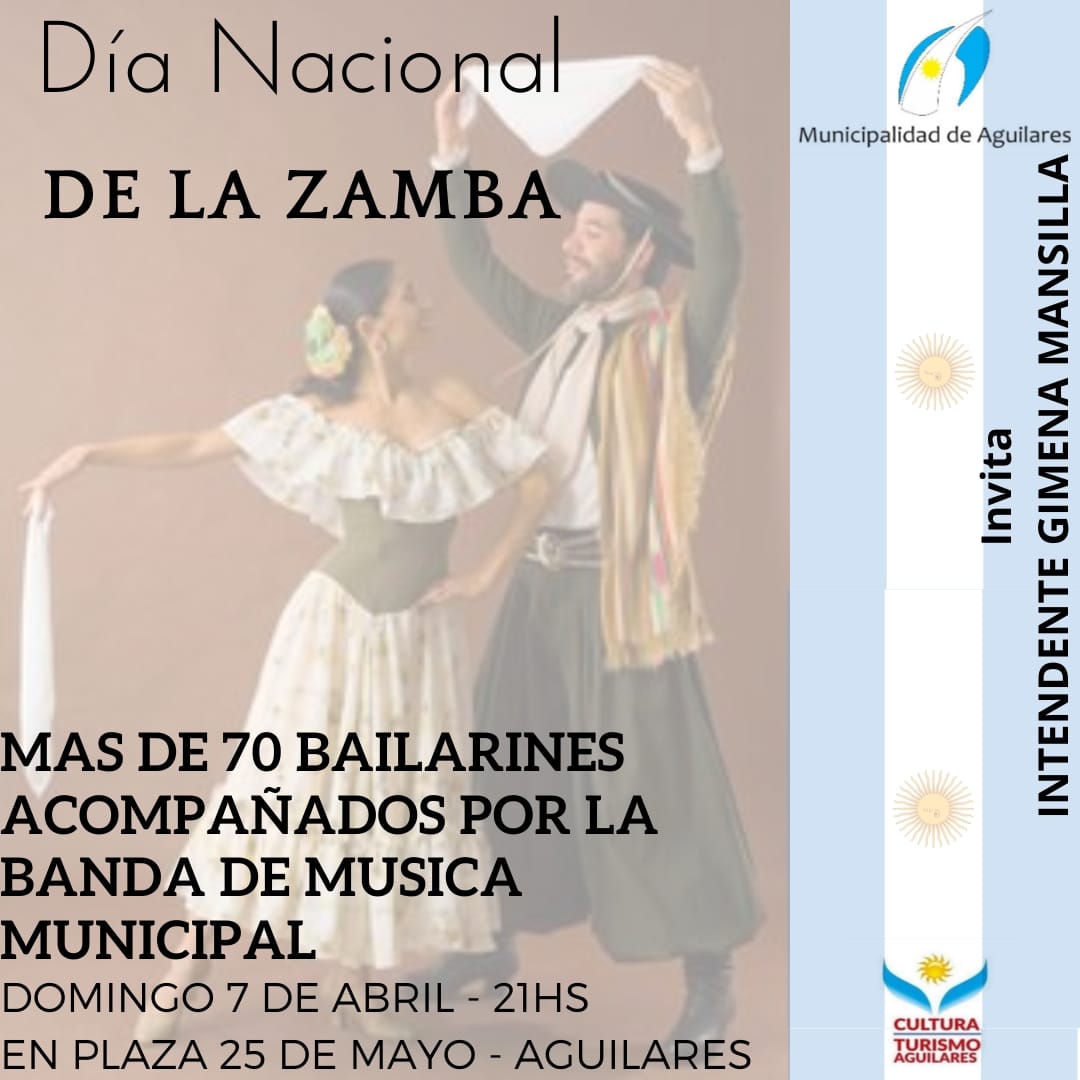 Día Nacional
DE LA ZAMBA
MAS DE 70 BAILARINES
ACOMPAÑADOS POR LA
BANDA DE MUSICA
MUNICIPAL
DOMINGO 7 DE ABRIL - 21HS
EN PLAZA 25 DE MAYO - AGUILARES
Municipalidad de Aguilares
Invita
INTENDENTE GIMENA MANSILLA
CULTURA
TURISMO
AGUILARES